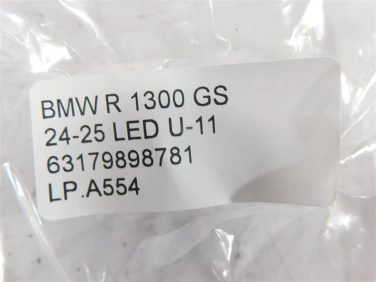 BMW R 1300 GS
24-25 LED U-11
63179898781
LP.A554